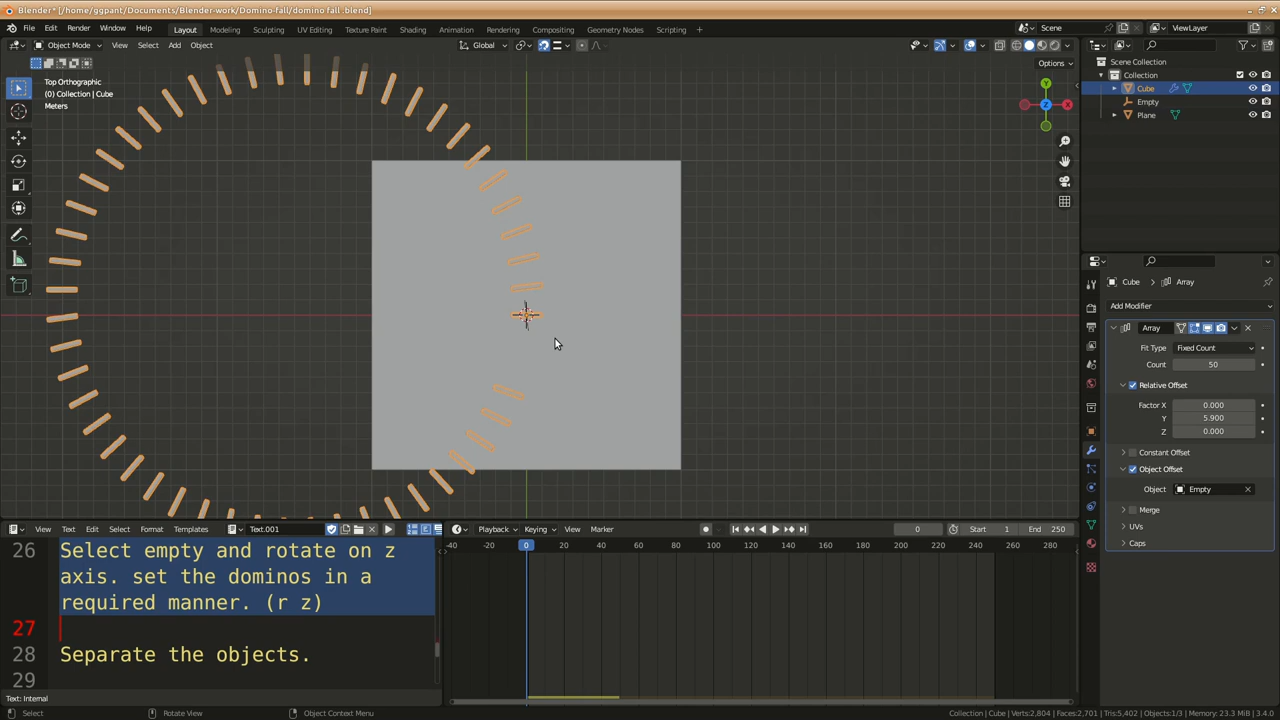 Blender* [/home/ggpant/Documents/Blender-work/Domino-fall/domino fall .blend]
File Edit Render Window Help Layout Modeling Sculpting UV Editing Texture Paint Shading Animation Rendering Compositing Geometry Nodes Scripting + Scene ViewLayer
Object Mode View Select Add Object Global
Options
Top Orthographic
(0) Collection | Cube
Meters
Y
Z
X
Scene Collection
Collection
Cube
Empty
Plane
Cube Array
Add Modifier
Array
Fit Type Fixed Count
Count 50
Relative Offset
Factor X 0.000
Y 5.900
Z 0.000
Constant Offset
Object Offset
Object Empty
Merge
UVs
Caps
View Text Edit Select Format Templates Text.001
26 Select empty and rotate on z
axis. set the dominos in a
required manner. (r z)
27
28 Separate the objects.
29
Text: Internal
Playback Keying View Marker 0 Start 1 End 250
-40 -20 0 20 40 60 80 100 120 140 160 180 200 220 240 260 280
Select Rotate View Object Context Menu Collection | Cube | Verts:2,804 | Faces:2,701 | Tris:5,402 | Objects:1/3 | Memory: 23.3 MiB | 3.4.0